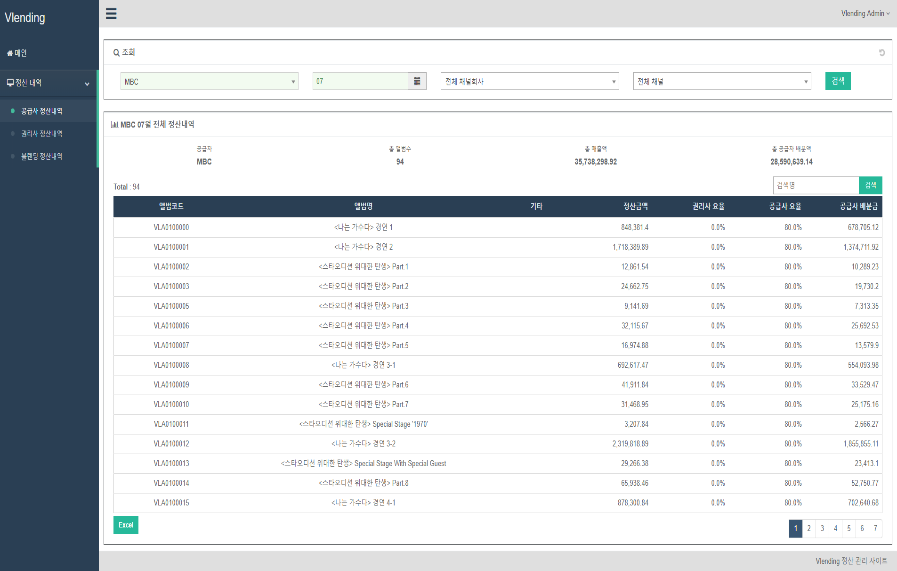 Vlending
Vlending Admin
메인
정산 내역
공급사 정산내역
권리사 정산내역
블렌딩 정산내역
조회
MBC
07
전체 채널회사
전체 채널
검색
MBC 07월 전체 정산내역
공급자 총 앨범수 총 매출액 총 공급자 배분액
MBC 94 35,738,298.92 28,590,639.14
Total : 94
검색명 검색
앨범코드 앨범명 기타 정산금액 권리사 요율 공급사 요율 공급사 배분금
VLA0100000 <나는 가수다> 경연 1 848,381.4 0.0% 80.0% 678,705.12
VLA0100001 <나는 가수다> 경연 2 1,718,389.89 0.0% 80.0% 1,374,711.92
VLA0100002 <스타오디션 위대한 탄생> Part.1 12,861.54 0.0% 80.0% 10,289.23
VLA0100003 <스타오디션 위대한 탄생> Part.2 24,662.75 0.0% 80.0% 19,730.2
VLA0100005 <스타오디션 위대한 탄생> Part.3 9,141.69 0.0% 80.0% 7,313.35
VLA0100006 <스타오디션 위대한 탄생> Part.4 32,115.67 0.0% 80.0% 25,692.53
VLA0100007 <스타오디션 위대한 탄생> Part.5 16,974.88 0.0% 80.0% 13,579.9
VLA0100008 <나는 가수다> 경연 3-1 692,617.47 0.0% 80.0% 554,093.98
VLA0100009 <스타오디션 위대한 탄생> Part.6 41,911.84 0.0% 80.0% 33,529.47
VLA0100010 <스타오디션 위대한 탄생> Part.7 31,468.95 0.0% 80.0% 25,175.16
VLA0100011 <스타오디션 위대한 탄생> Special Stage '1970' 3,207.84 0.0% 80.0% 2,566.27
VLA0100012 <나는 가수다> 경연 3-2 2,319,818.89 0.0% 80.0% 1,855,855.11
VLA0100013 <스타오디션 위대한 탄생> Special Stage With Special Guest 29,266.38 0.0% 80.0% 23,413.1
VLA0100014 <스타오디션 위대한 탄생> Part.8 65,938.46 0.0% 80.0% 52,750.77
VLA0100015 <나는 가수다> 경연 4-1 878,300.84 0.0% 80.0% 702,640.68
Excel
1 2 3 4 5 6 7
Vlending 정산 관리 사이트